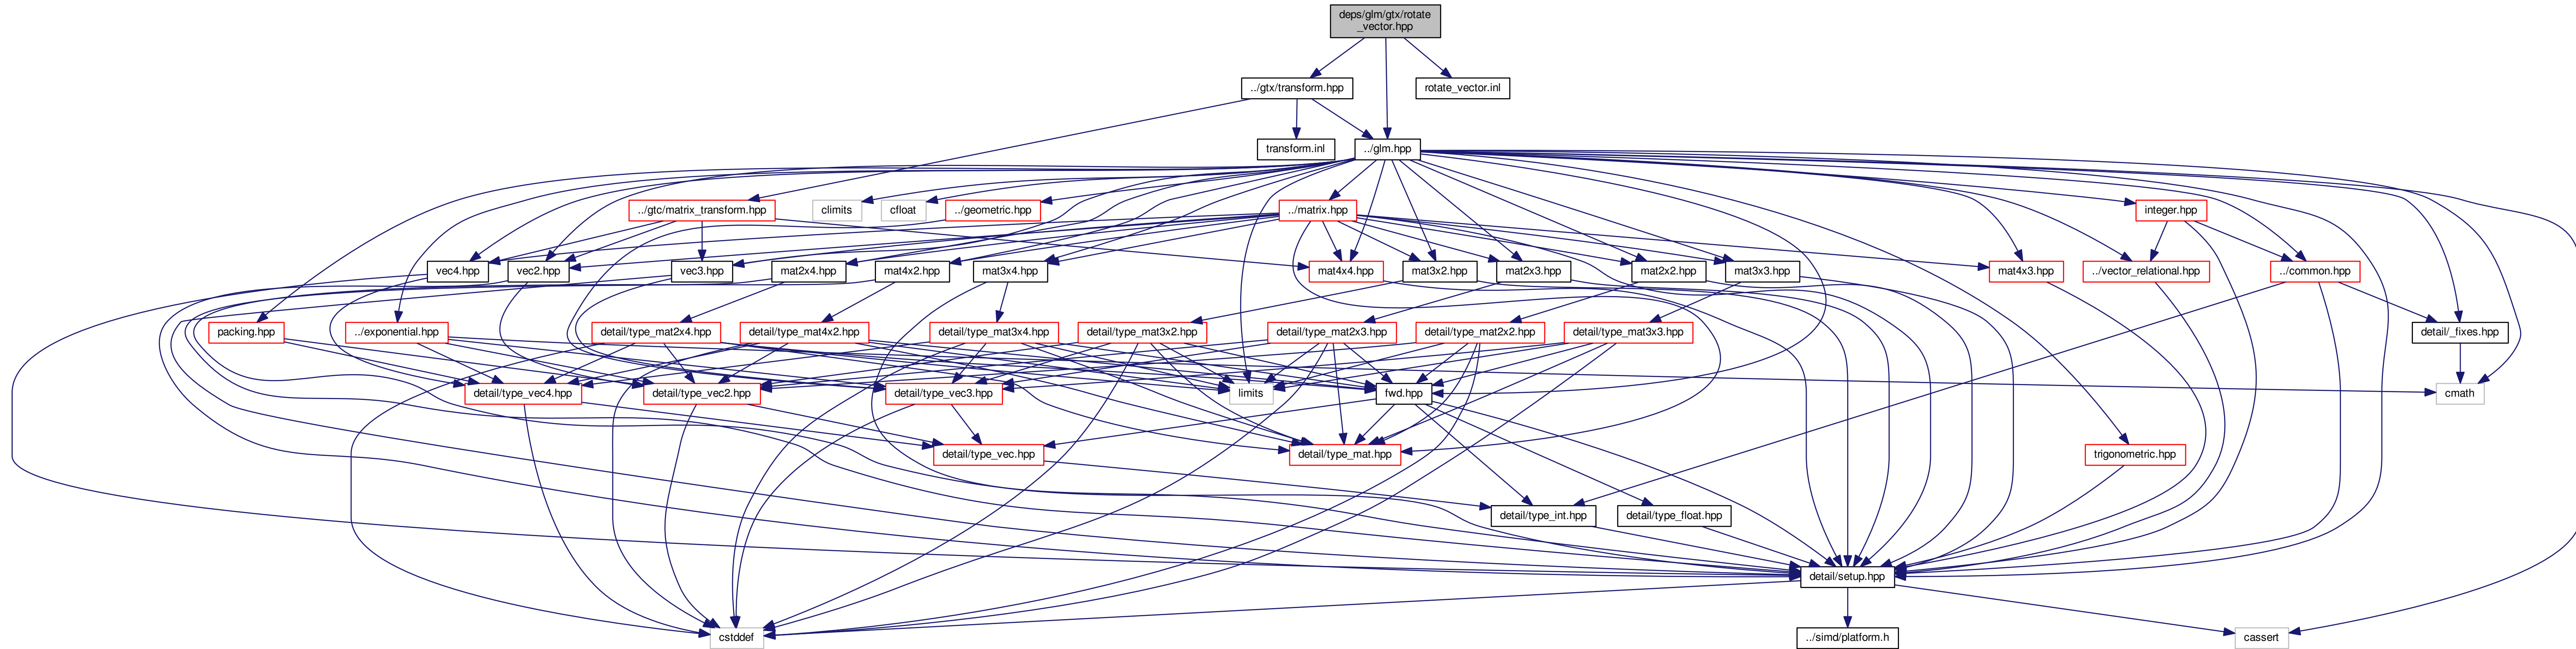 deps/glm/gtx/rotate
_vector.hpp
../gtx/transform.hpp
rotate_vector.inl
transform.inl
../glm.hpp
../gtc/matrix_transform.hpp
climits
cfloat
../geometric.hpp
../matrix.hpp
integer.hpp
vec4.hpp
vec2.hpp
vec3.hpp
mat2x4.hpp
mat4x2.hpp
mat3x4.hpp
mat4x4.hpp
mat3x2.hpp
mat2x3.hpp
mat2x2.hpp
mat3x3.hpp
mat4x3.hpp
../vector_relational.hpp
../common.hpp
packing.hpp
../exponential.hpp
detail/type_mat2x4.hpp
detail/type_mat4x2.hpp
detail/type_mat3x4.hpp
detail/type_mat3x2.hpp
detail/type_mat2x3.hpp
detail/type_mat2x2.hpp
detail/type_mat3x3.hpp
detail/_fixes.hpp
detail/type_vec4.hpp
detail/type_vec2.hpp
detail/type_vec3.hpp
limits
fwd.hpp
cmath
detail/type_vec.hpp
detail/type_mat.hpp
trigonometric.hpp
detail/type_int.hpp
detail/type_float.hpp
detail/setup.hpp
cstddef
../simd/platform.h
cassert